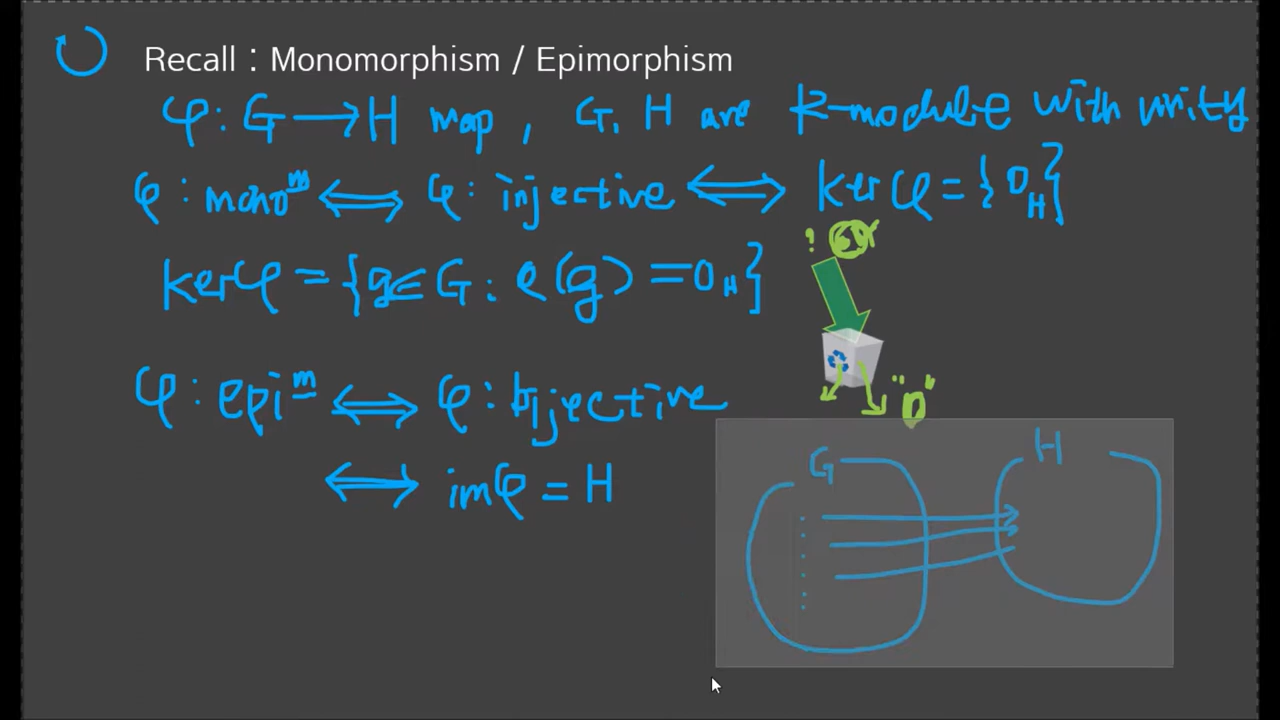 Recall : Monomorphism / Epimorphism
φ : G → H map , G, H are R-module with unity
φ : mono^m ⇔ φ : injective ⇔ ker φ = {0_H}
ker φ = {g ∈ G : φ(g) = 0_H}
φ : epi^m ⇔ φ : bijective
⇔ im φ = H
?
"0"
G H